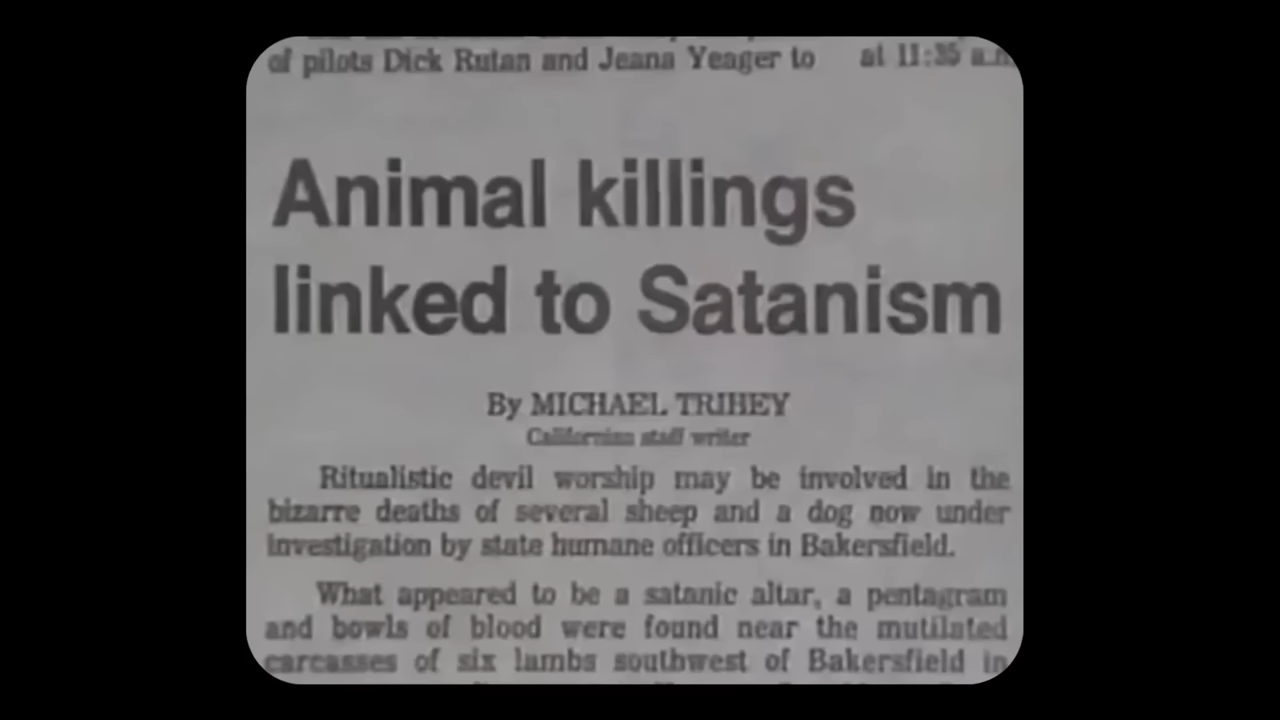 of pilots Dick Rutan and Jeana Yeager to at 11:35 a.m
Animal killings
linked to Satanism
By MICHAEL TRIHEY
Californian staff writer
Ritualistic devil worship may be involved in the
bizarre deaths of several sheep and a dog now under
investigation by state humane officers in Bakersfield.
What appeared to be a satanic altar, a pentagram
and bowls of blood were found near the mutilated
carcasses of six lambs southwest of Bakersfield in